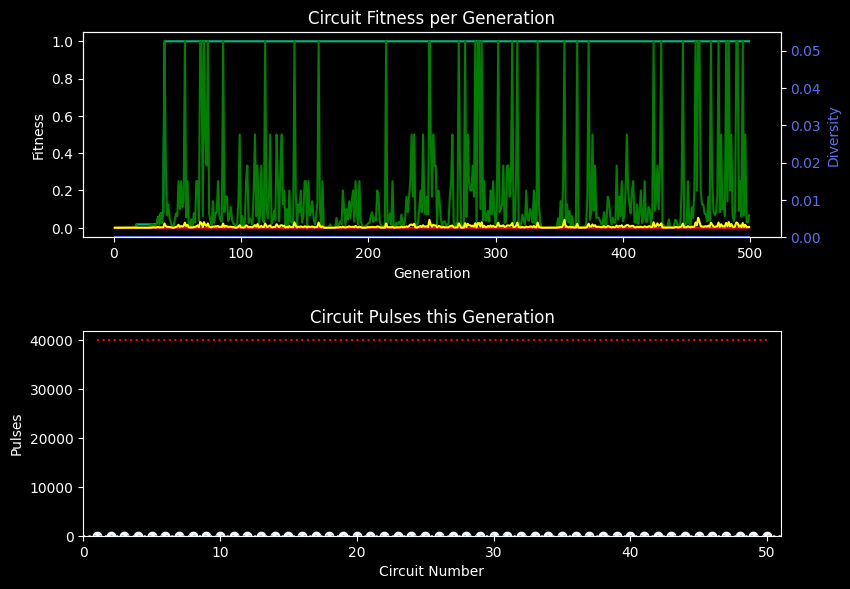 Circuit Fitness per Generation
1.0
0.8
0.6
0.4
0.2
0.0
Fitness
0.05
0.04
0.03
0.02
0.01
0.00
Diversity
0 100 200 300 400 500
Generation
Circuit Pulses this Generation
40000
30000
20000
10000
0
Pulses
0 10 20 30 40 50
Circuit Number